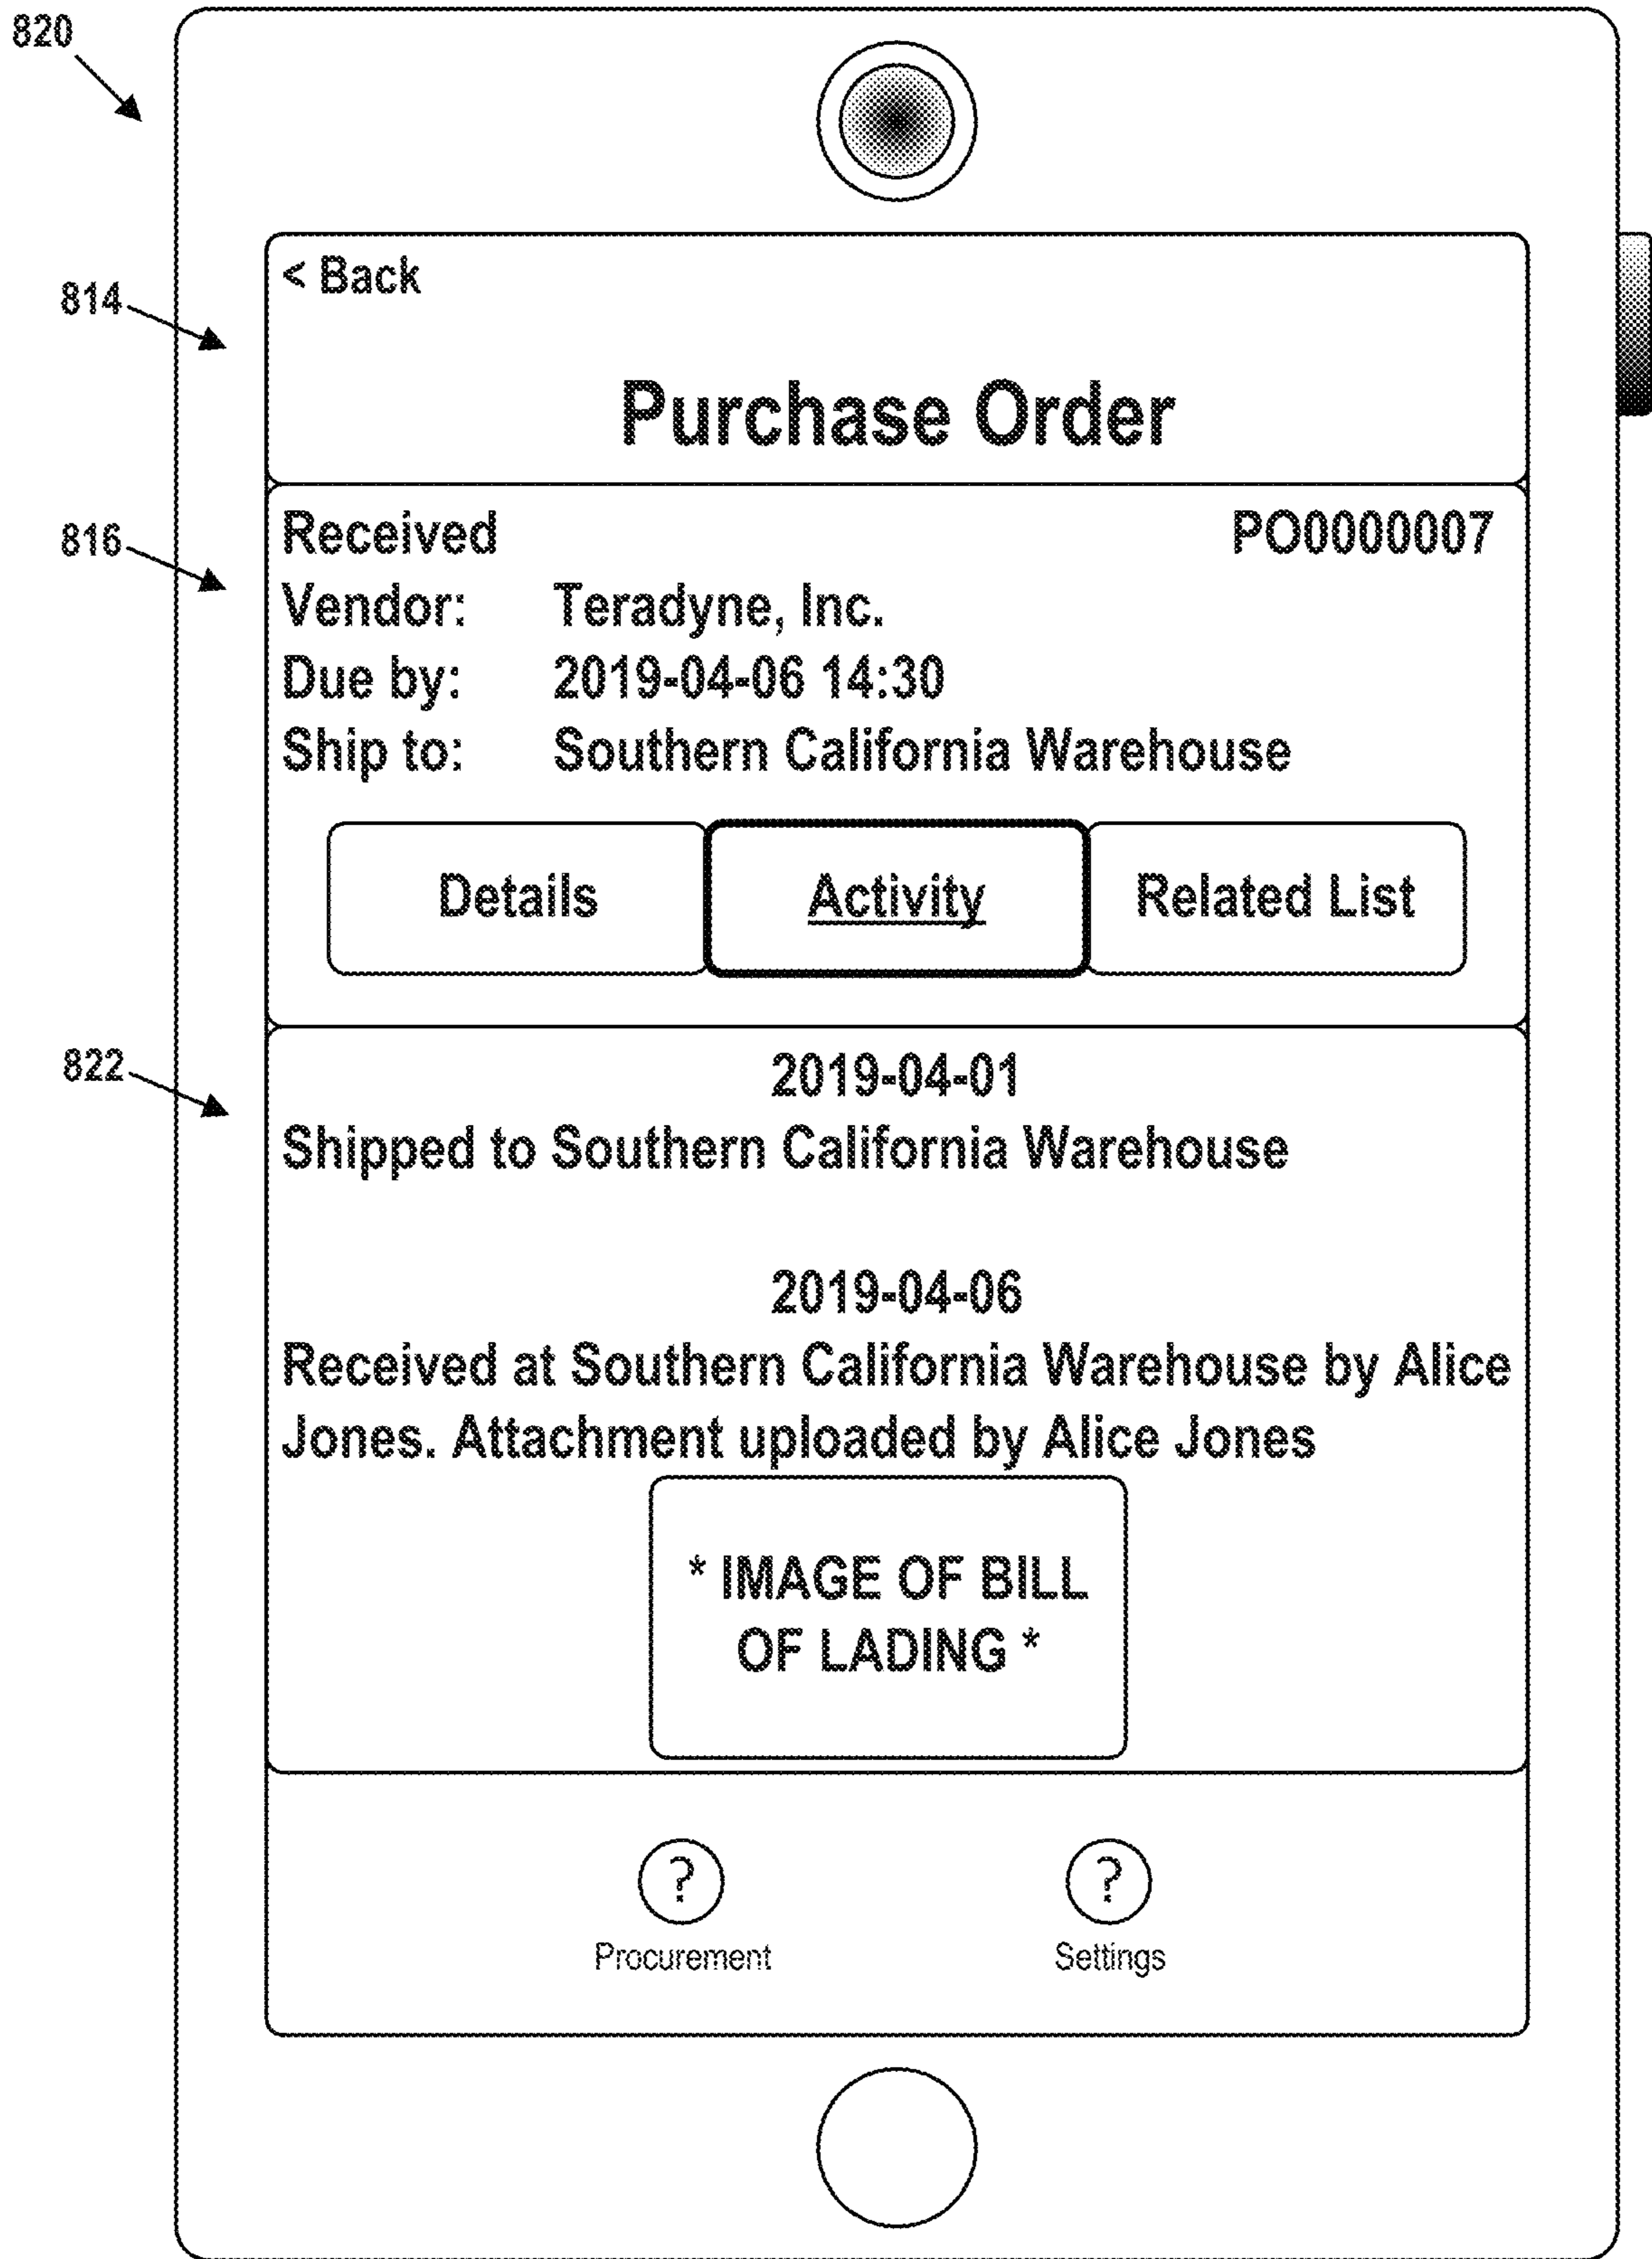 820
814
< Back
Purchase Order
816
Received PO0000007
Vendor: Teradyne, Inc.
Due by: 2019-04-06 14:30
Ship to: Southern California Warehouse
Details Activity Related List
822
2019-04-01
Shipped to Southern California Warehouse
2019-04-06
Received at Southern California Warehouse by Alice
Jones. Attachment uploaded by Alice Jones
* IMAGE OF BILL
OF LADING *
? ?
Procurement Settings